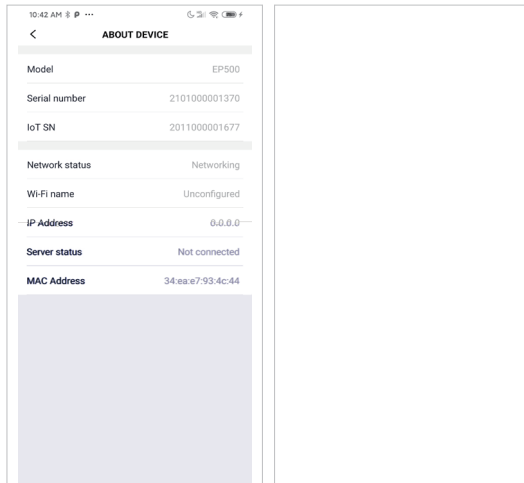 10:42 AM ...
ABOUT DEVICE
Model EP500
Serial number 2101000001370
IoT SN 2011000001677
Network status Networking
Wi-Fi name Unconfigured
IP Address 0.0.0.0
Server status Not connected
MAC Address 34:ea:e7:93:4c:44